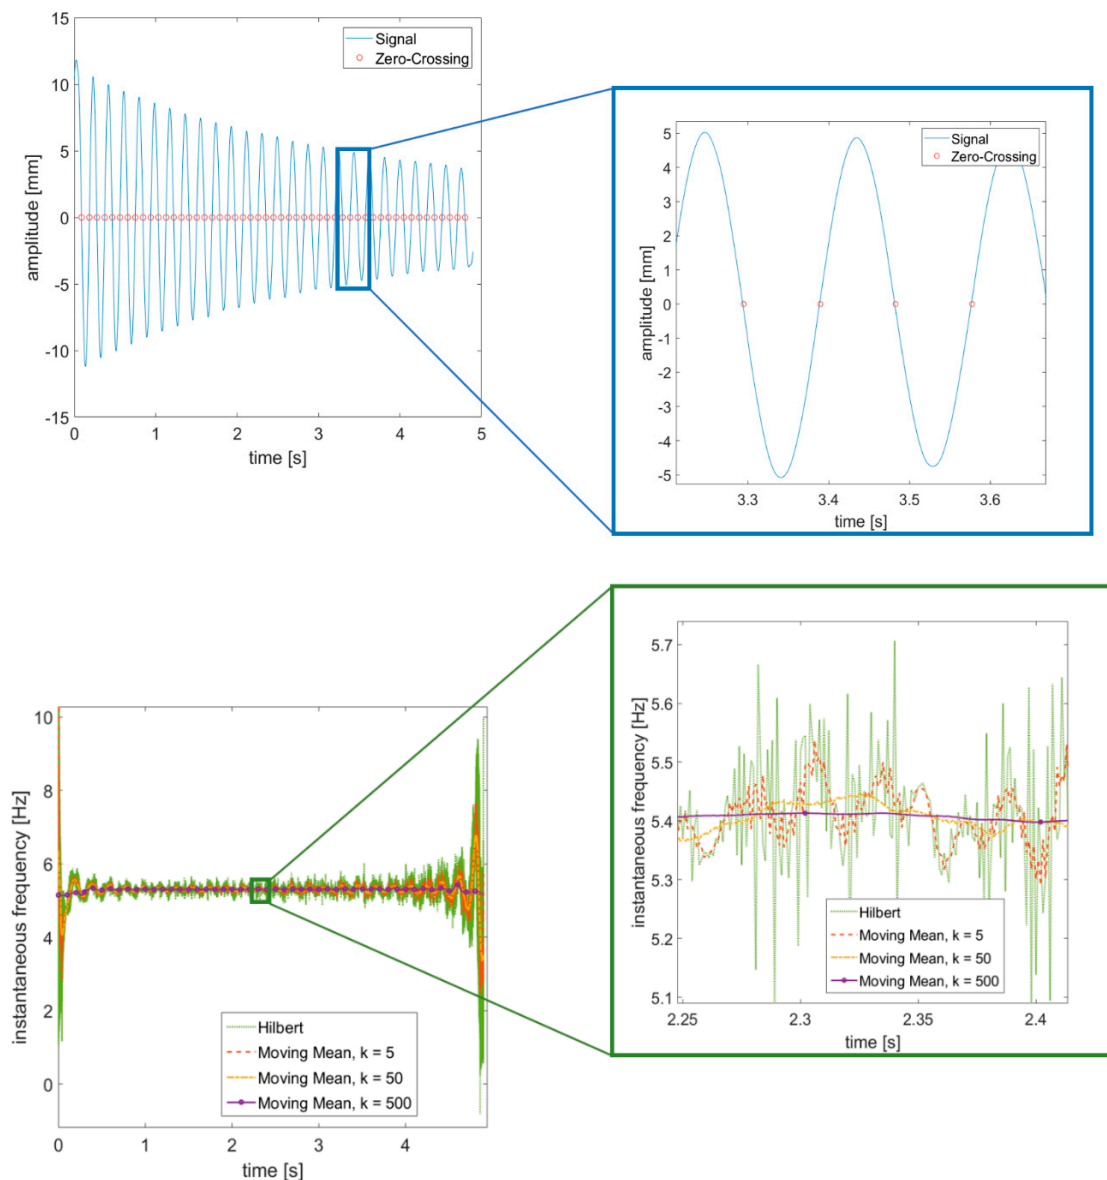 15
10
5
0
-5
-10
-15
amplitude [mm]
0 1 2 3 4 5
time [s]
Signal
Zero-Crossing
5
4
3
2
1
0
-1
-2
-3
-4
-5
amplitude [mm]
3.3 3.4 3.5 3.6
time [s]
Signal
Zero-Crossing
10
8
6
4
2
0
instantaneous frequency [Hz]
0 1 2 3 4
time [s]
Hilbert
Moving Mean, k = 5
Moving Mean, k = 50
Moving Mean, k = 500
5.7
5.6
5.5
5.4
5.3
5.2
5.1
instantaneous frequency [Hz]
2.25 2.3 2.35 2.4
time [s]
Hilbert
Moving Mean, k = 5
Moving Mean, k = 50
Moving Mean, k = 500